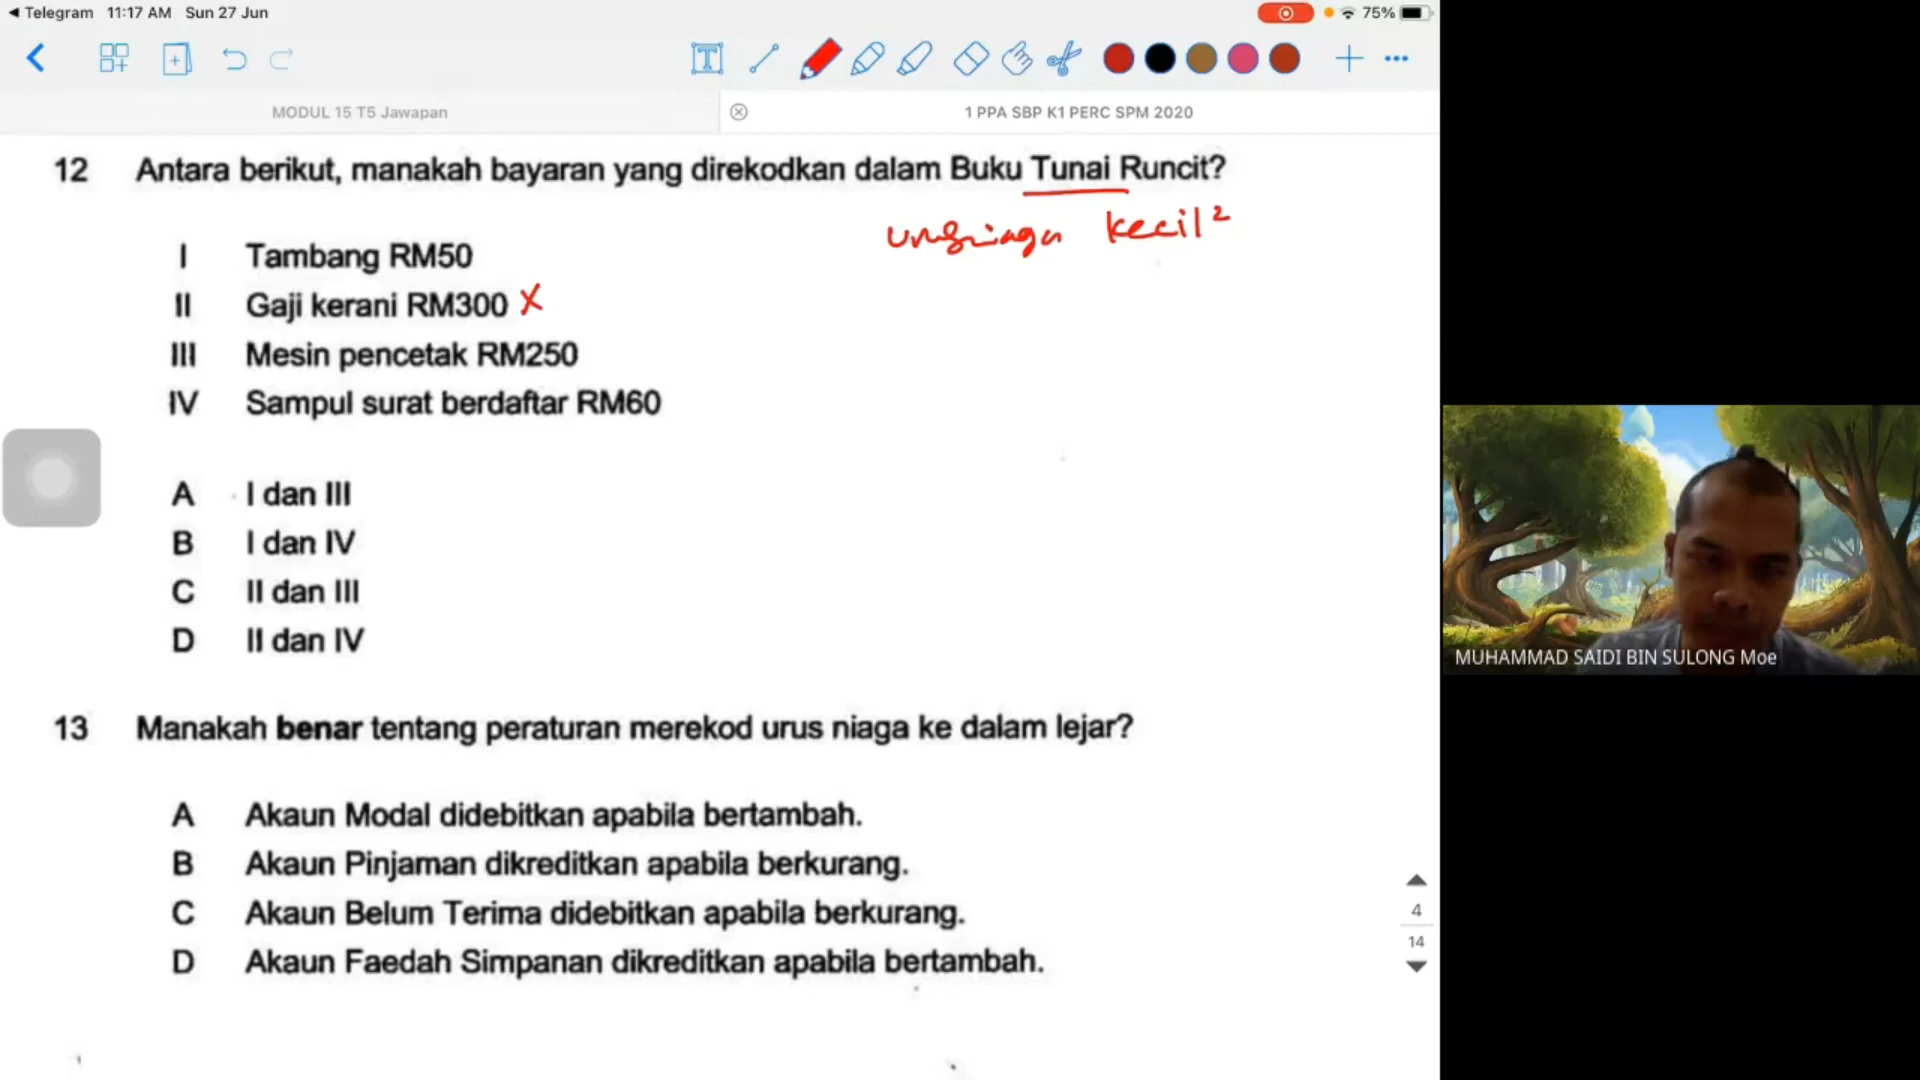 Telegram 11:17 AM Sun 27 Jun
75%
MODUL 15 T5 Jawapan
1 PPA SBP K1 PERC SPM 2020
12 Antara berikut, manakah bayaran yang direkodkan dalam Buku Tunai Runcit?
urusniaga kecil²
I Tambang RM50
II Gaji kerani RM300 X
III Mesin pencetak RM250
IV Sampul surat berdaftar RM60
A I dan III
B I dan IV
C II dan III
D II dan IV
MUHAMMAD SAIDI BIN SULONG Moe
13 Manakah benar tentang peraturan merekod urus niaga ke dalam lejar?
A Akaun Modal didebitkan apabila bertambah.
B Akaun Pinjaman dikreditkan apabila berkurang.
C Akaun Belum Terima didebitkan apabila berkurang.
D Akaun Faedah Simpanan dikreditkan apabila bertambah.
4
14